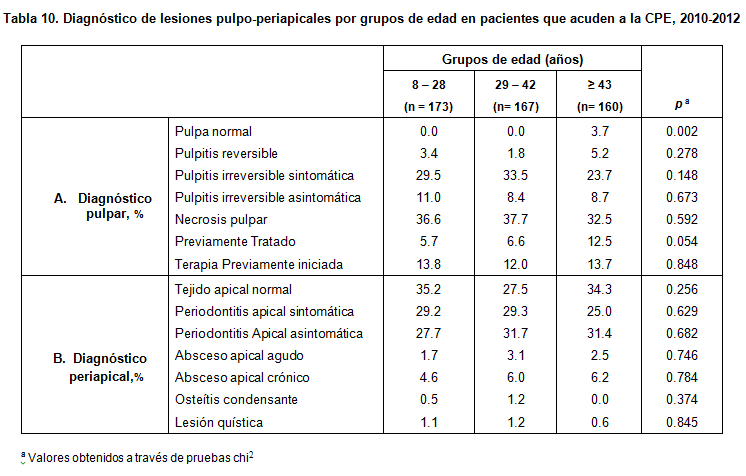 Tabla 10. Diagnóstico de lesiones pulpo-periapicales por grupos de edad en pacientes que acuden a la CPE, 2010-2012
Grupos de edad (años)
8 – 28 29 – 42 ≥ 43
(n = 173) (n= 167) (n= 160) p a
A. Diagnóstico pulpar, %
Pulpa normal 0.0 0.0 3.7 0.002
Pulpitis reversible 3.4 1.8 5.2 0.278
Pulpitis irreversible sintomática 29.5 33.5 23.7 0.148
Pulpitis irreversible asintomática 11.0 8.4 8.7 0.673
Necrosis pulpar 36.6 37.7 32.5 0.592
Previamente Tratado 5.7 6.6 12.5 0.054
Terapia Previamente iniciada 13.8 12.0 13.7 0.848
B. Diagnóstico periapical,%
Tejido apical normal 35.2 27.5 34.3 0.256
Periodontitis apical sintomática 29.2 29.3 25.0 0.629
Periodontitis Apical asintomática 27.7 31.7 31.4 0.682
Absceso apical agudo 1.7 3.1 2.5 0.746
Absceso apical crónico 4.6 6.0 6.2 0.784
Osteítis condensante 0.5 1.2 0.0 0.374
Lesión quística 1.1 1.2 0.6 0.845
a Valores obtenidos a través de pruebas chi2